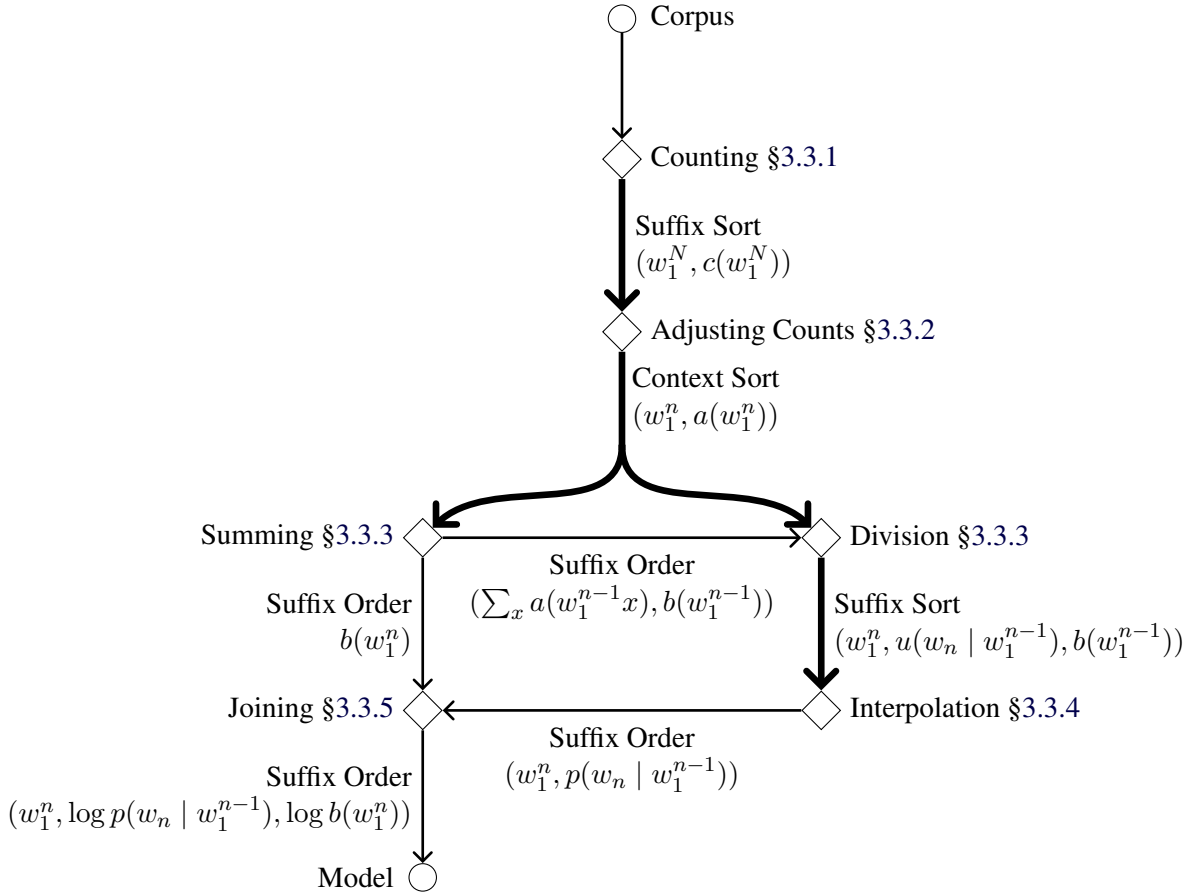 Corpus
Counting §3.3.1
Suffix Sort
(w_1^N, c(w_1^N))
Adjusting Counts §3.3.2
Context Sort
(w_1^n, a(w_1^n))
Summing §3.3.3
Division §3.3.3
Suffix Order
(∑_x a(w_1^{n-1}x), b(w_1^{n-1}))
Suffix Order
b(w_1^n)
Suffix Sort
(w_1^n, u(w_n | w_1^{n-1}), b(w_1^{n-1}))
Joining §3.3.5
Interpolation §3.3.4
Suffix Order
(w_1^n, p(w_n | w_1^{n-1}))
Suffix Order
(w_1^n, log p(w_n | w_1^{n-1}), log b(w_1^n))
Model